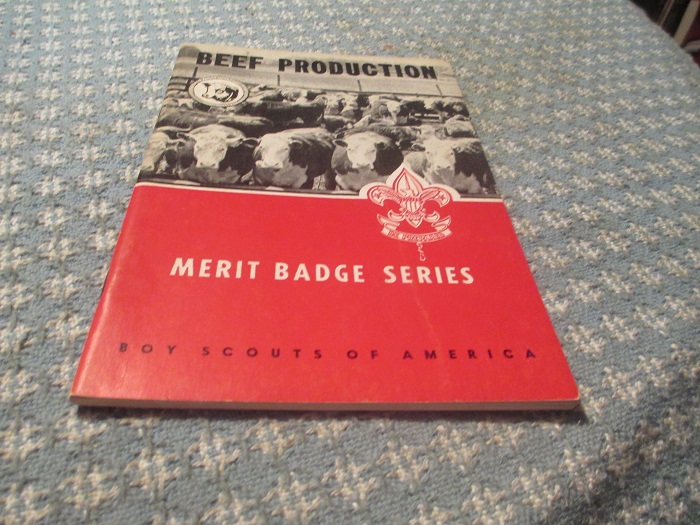 BEEF PRODUCTION
MERIT BADGE SERIES
BOY SCOUTS OF AMERICA